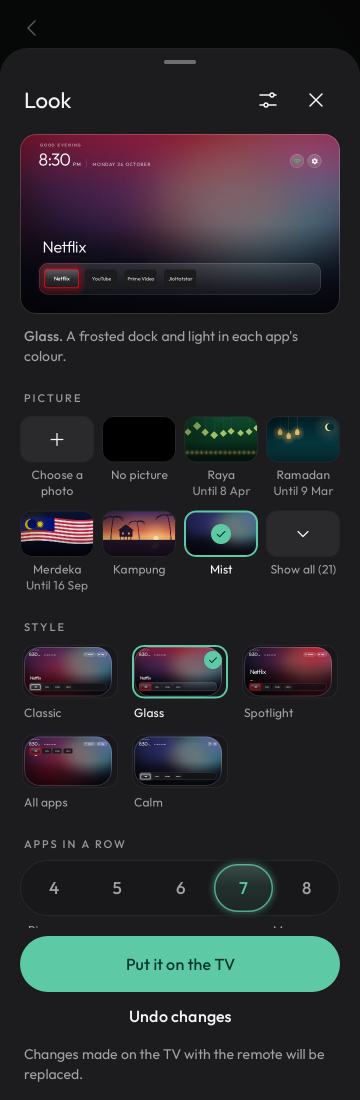 Look
GOOD EVENING
8:30 PM | MONDAY 26 OCTOBER
Netflix
Netflix YouTube Prime Video JioHotstar
Glass. A frosted dock and light in each app's
colour.
PICTURE
Choose a
photo
No picture
Raya
Until 8 Apr
Ramadan
Until 9 Mar
Merdeka
Until 16 Sep
Kampung
Mist
Show all (21)
STYLE
Classic
Glass
Spotlight
All apps
Calm
APPS IN A ROW
4 5 6 7 8
Put it on the TV
Undo changes
Changes made on the TV with the remote will be
replaced.